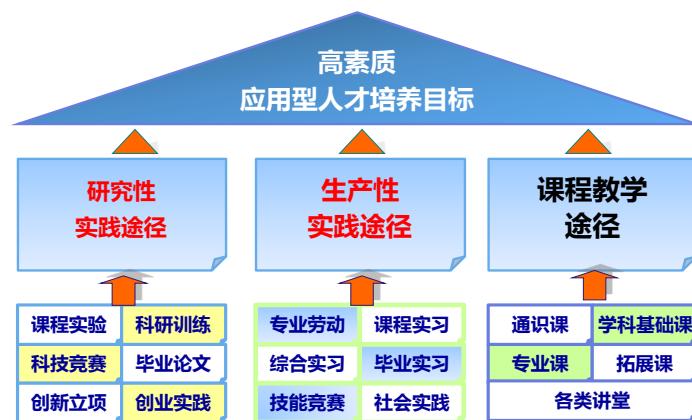 高素质
应用型人才培养目标
研究性
实践途径
生产性
实践途径
课程教学
途径
课程实验 科研训练
科技竞赛 毕业论文
创新立项 创业实践
专业劳动 课程实习
综合实习 毕业实习
技能竞赛 社会实践
通识课 学科基础课
专业课 拓展课
各类讲堂